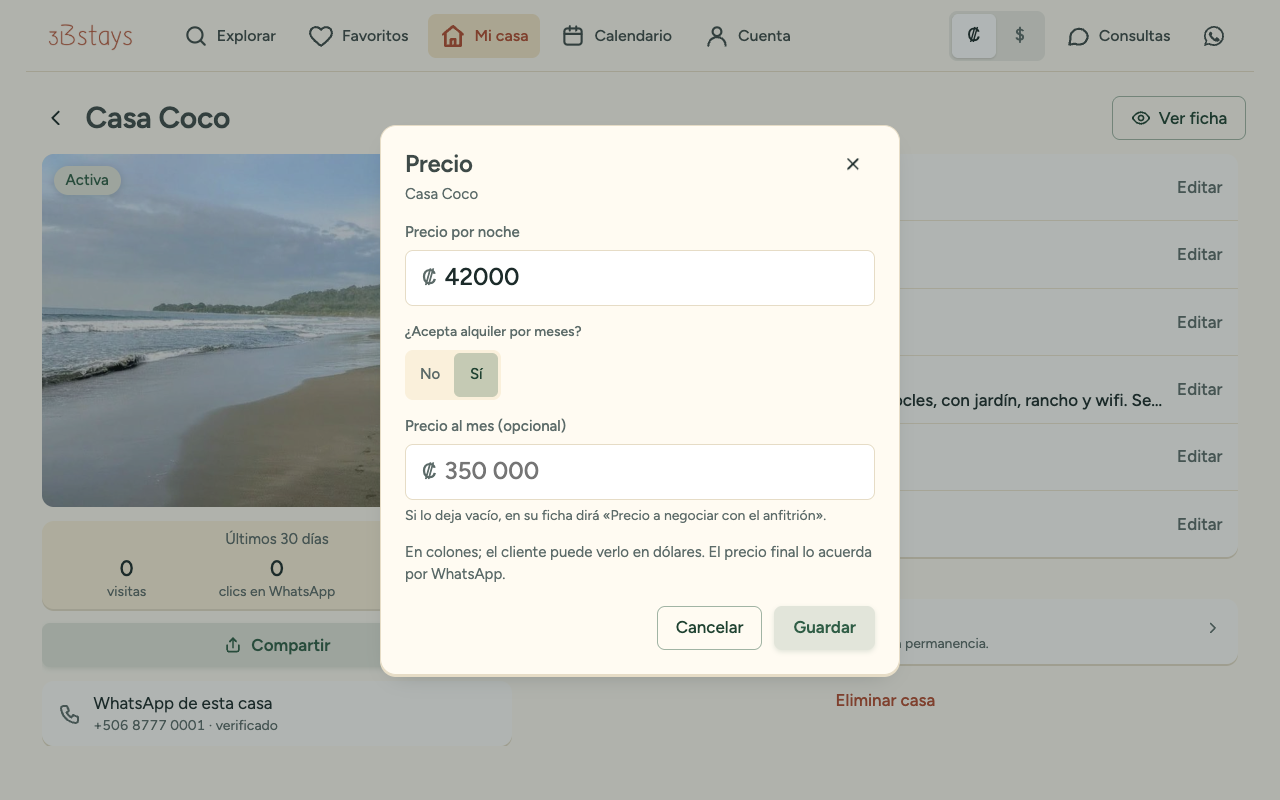 3Bstays
Explorar
Favoritos
Mi casa
Calendario
Cuenta
₡
$
Consultas
Casa Coco
Ver ficha
Activa
Precio
Casa Coco
Precio por noche
₡ 42000
¿Acepta alquiler por meses?
No
Sí
Precio al mes (opcional)
₡ 350 000
Si lo deja vacío, en su ficha dirá «Precio a negociar con el anfitrión».
En colones; el cliente puede verlo en dólares. El precio final lo acuerda
por WhatsApp.
Cancelar
Guardar
Editar
Editar
Editar
con jardín, rancho y wifi. Se...
Editar
Editar
Editar
Últimos 30 días
0
visitas
0
clics en WhatsApp
Compartir
WhatsApp de esta casa
+506 8777 0001 · verificado
permanencia.
Eliminar casa